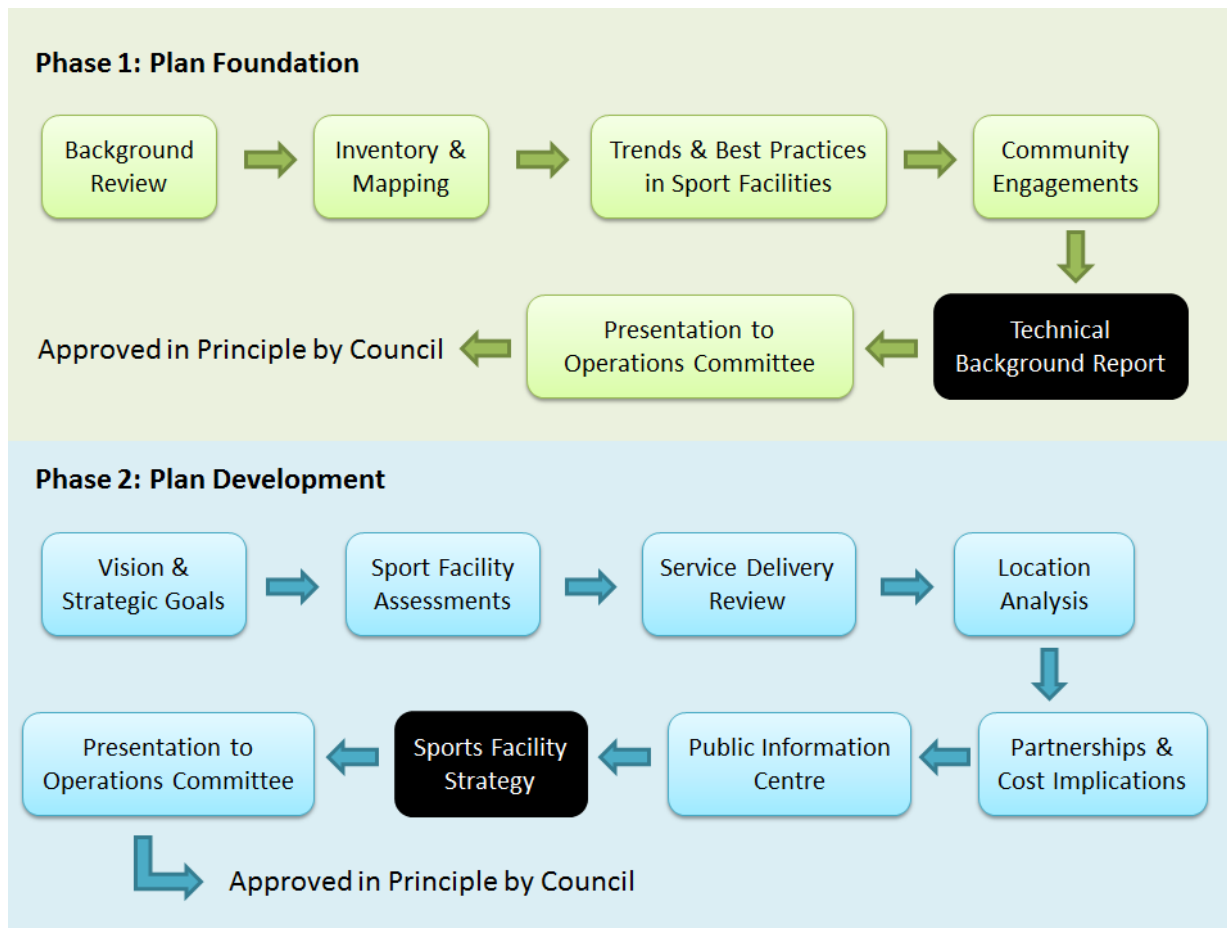 Phase 1: Plan Foundation
Background
Review
Inventory &
Mapping
Trends & Best Practices
in Sport Facilities
Community
Engagements
Technical
Background Report
Presentation to
Operations Committee
Approved in Principle by Council
Phase 2: Plan Development
Vision &
Strategic Goals
Sport Facility
Assessments
Service Delivery
Review
Location
Analysis
Partnerships &
Cost Implications
Public Information
Centre
Sports Facility
Strategy
Presentation to
Operations Committee
Approved in Principle by Council